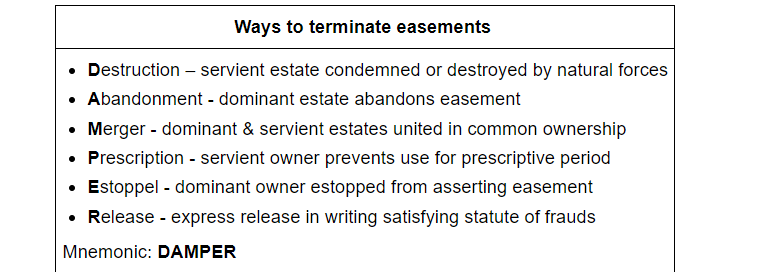 Ways to terminate easements
• Destruction – servient estate condemned or destroyed by natural forces
• Abandonment - dominant estate abandons easement
• Merger - dominant & servient estates united in common ownership
• Prescription - servient owner prevents use for prescriptive period
• Estoppel - dominant owner estopped from asserting easement
• Release - express release in writing satisfying statute of frauds
Mnemonic: DAMPER